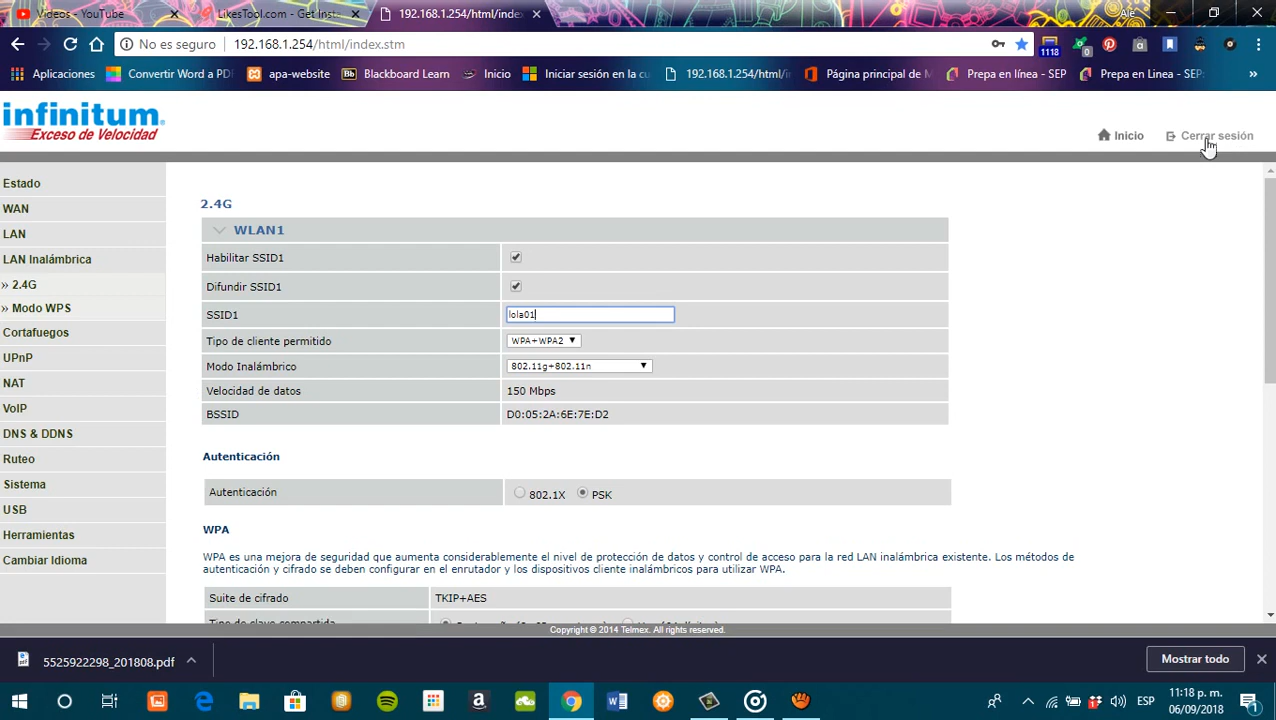 Videos - YouTube
LikesTool.com - Get Inst
192.168.1.254/html/index
Ale
No es seguro
192.168.1.254/html/index.stm
1118
0
Aplicaciones
Convertir Word a PD
apa-website
Bb Blackboard Learn
Inicio
Iniciar sesión en la cu
192.168.1.254/html/i
Página principal de M
Prepa en línea - SEP
Prepa en Linea - SEP
»
infinitum
Exceso de Velocidad
Inicio
Cerrar sesión
Estado
WAN
LAN
LAN Inalámbrica
» 2.4G
» Modo WPS
Cortafuegos
UPnP
NAT
VoIP
DNS & DDNS
Ruteo
Sistema
USB
Herramientas
Cambiar Idioma
2.4G
WLAN1
Habilitar SSID1
Difundir SSID1
SSID1
lola01
Tipo de cliente permitido
WPA+WPA2
Modo Inalámbrico
802.11g+802.11n
Velocidad de datos
150 Mbps
BSSID
D0:05:2A:6E:7E:D2
Autenticación
Autenticación
802.1X
PSK
WPA
WPA es una mejora de seguridad que aumenta considerablemente el nivel de protección de datos y control de acceso para la red LAN inalámbrica existente. Los métodos de
autenticación y cifrado se deben configurar en el enrutador y los dispositivos cliente inalámbricos para utilizar WPA.
Suite de cifrado
TKIP+AES
Copyright © 2014 Telmex. All rights reserved.
5525922298_201808.pdf
Mostrar todo
ESP
11:18 p. m.
06/09/2018
1